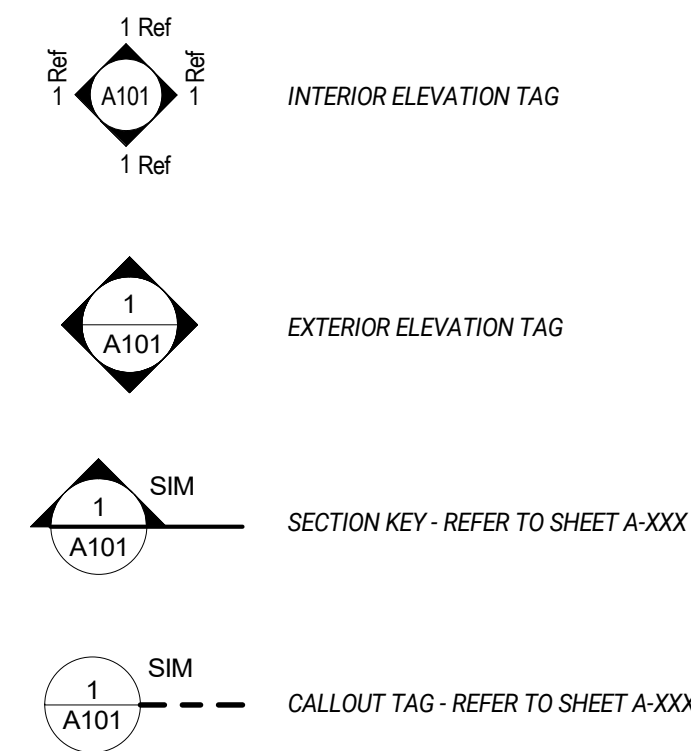 1 Ref
1 Ref
A101
1 Ref
INTERIOR ELEVATION TAG
1 Ref
1
A101
EXTERIOR ELEVATION TAG
SIM
1
A101
SECTION KEY - REFER TO SHEET A-XXX
SIM
1
A101
CALLOUT TAG - REFER TO SHEET A-XXX